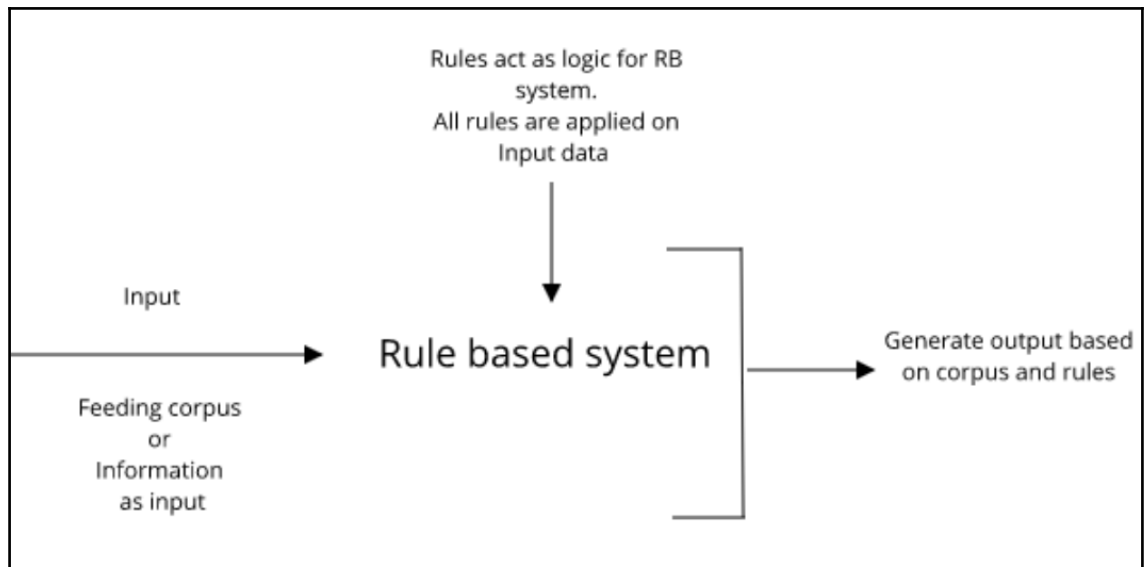 Rules act as logic for RB
system.
All rules are applied on
Input data
Input
Rule based system
Generate output based
on corpus and rules
Feeding corpus
or
Information
as input